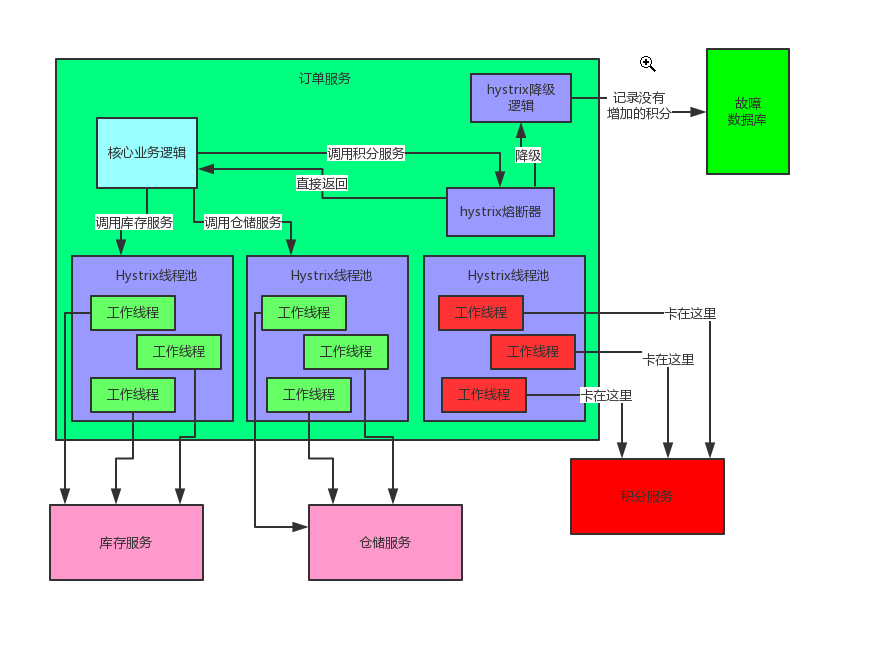 订单服务
hystrix降级
逻辑
记录没有
增加的积分
故障
数据库
核心业务逻辑
调用积分服务
降级
直接返回
hystrix熔断器
调用库存服务
调用仓储服务
Hystrix线程池
Hystrix线程池
Hystrix线程池
工作线程
工作线程
工作线程
卡在这里
工作线程
工作线程
工作线程
卡在这里
工作线程
工作线程
工作线程
卡在这里
积分服务
库存服务
仓储服务